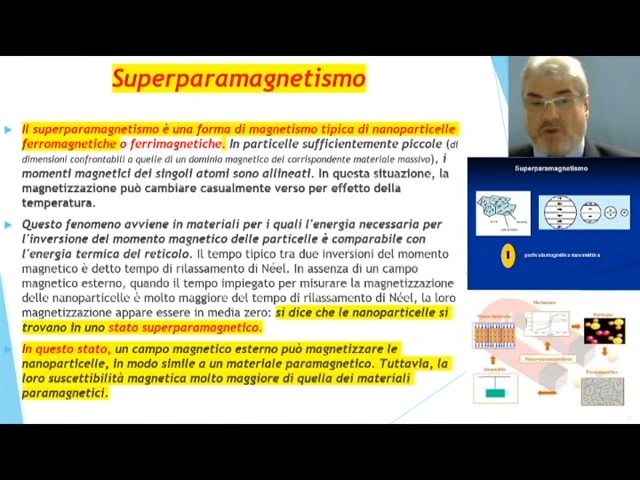 Superparamagnetismo
Il superparamagnetismo è una forma di magnetismo tipica di nanoparticelle
ferromagnetiche o ferrimagnetiche. In particelle sufficientemente piccole (di
dimensioni confrontabili a quelle di un dominio magnetico del corrispondente materiale massivo), i
momenti magnetici dei singoli atomi sono allineati. In questa situazione, la
magnetizzazione può cambiare casualmente verso per effetto della
temperatura.
Questo fenomeno avviene in materiali per i quali l'energia necessaria per
l'inversione del momento magnetico delle particelle è comparabile con
l'energia termica del reticolo. Il tempo tipico tra due inversioni del momento
magnetico è detto tempo di rilassamento di Néel. In assenza di un campo
magnetico esterno, quando il tempo impiegato per misurare la magnetizzazione
delle nanoparticelle è molto maggiore del tempo di rilassamento di Néel, la loro
magnetizzazione appare essere in media zero: si dice che le nanoparticelle si
trovano in uno stato superparamagnetico.
In questo stato, un campo magnetico esterno può magnetizzare le
nanoparticelle, in modo simile a un materiale paramagnetico. Tuttavia, la
loro suscettibilità magnetica molto maggiore di quella dei materiali
paramagnetici.
Superparamagnetismo
particula magnetica nanometrica